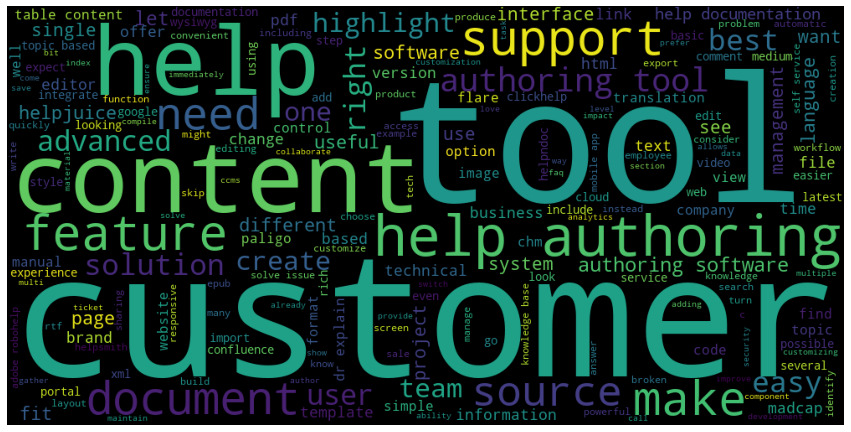 table content
documentation
wysiwyg
let
pdf
highlight
interface
link
help documentation
produce
task
problem
automatic
topic based
convenient
single
offer
including
step
using
well
bit
index
immediately
help
software
support
best
want
basic
prefer
expect
medium
comment
customization
export
come
save
ensure
editor
version
html
authoring tool
language
self service
creation
function
compile
integrate
google
product
flare
clickhelp
translation
helpjuice
need
one
right
add
control
access
example
love
level
impact
edit
consider
management
quickly
looking
might
editing
collaborate
advanced
change
useful
use
see
workflow
write
style
material
skip
ccms
tech
option
tool
helpndoc
way
faq
text
employee
section
mobile app
allows
data
video
file
easier
content
image
cloud
web
view
latest
solve
choose
business
include
instead
analytics
company
time
feature
different
customize
paligo
based
chm
help authoring
manual
experience
multi
solution
create
solve issue
rich
technical
system
authoring software
service
knowledge
look
search
multiple
switch
turn
adding
epub
customer
page
brand
ticket
sharing
website
responsive
already
many
format
screen
know
show
provide
even
manage
go
knowledge base
answer
find
topic
possible
c
code
several
customizing
security
rtf
import
confluence
dr explain
project
sale
adobe robohelp
helpsmith
gather
xml
build
author
broken
improve
identify
portal
layout
document
user
team
source
make
easy
component
madcap
fit
maintain
template
simple
ability
information
powerful
call
development